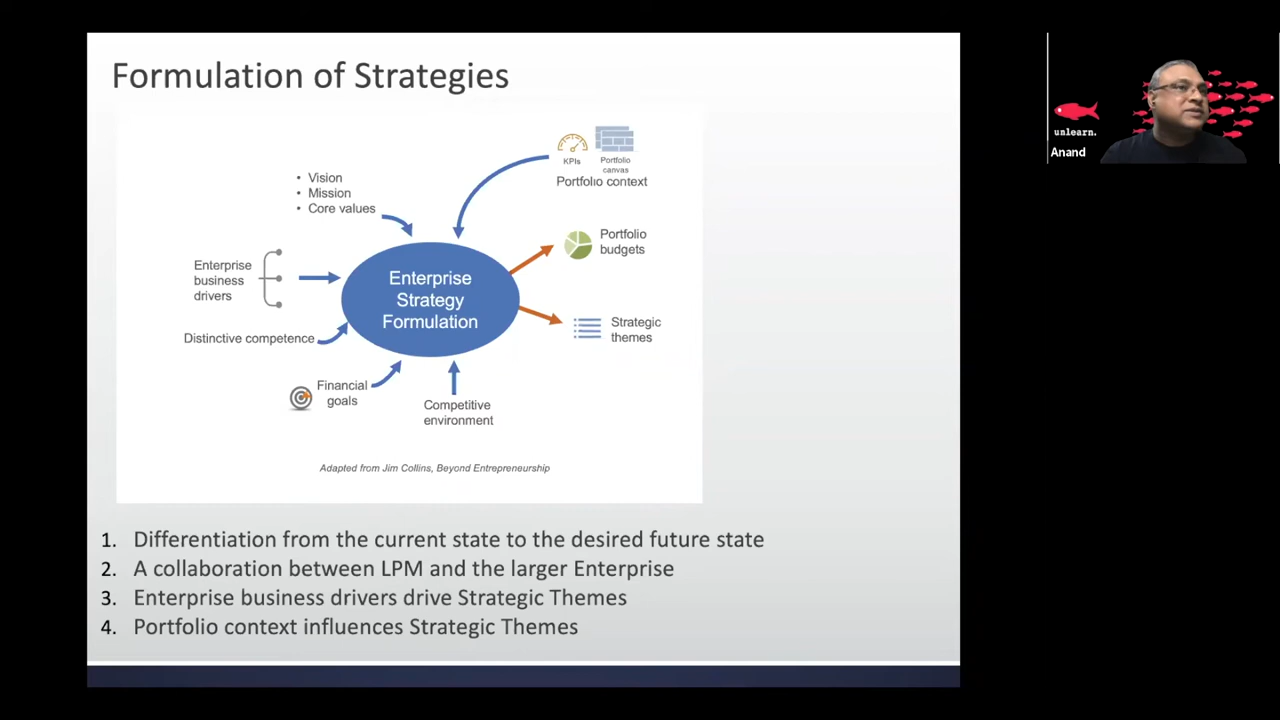 Formulation of Strategies
KPIs
Portfolio
canvas
Portfolio context
• Vision
• Mission
• Core values
Portfolio
budgets
Enterprise
business
drivers
Enterprise
Strategy
Formulation
Strategic
themes
Distinctive competence
Financial
goals
Competitive
environment
Adapted from Jim Collins, Beyond Entrepreneurship
1. Differentiation from the current state to the desired future state
2. A collaboration between LPM and the larger Enterprise
3. Enterprise business drivers drive Strategic Themes
4. Portfolio context influences Strategic Themes
unlearn.
Anand